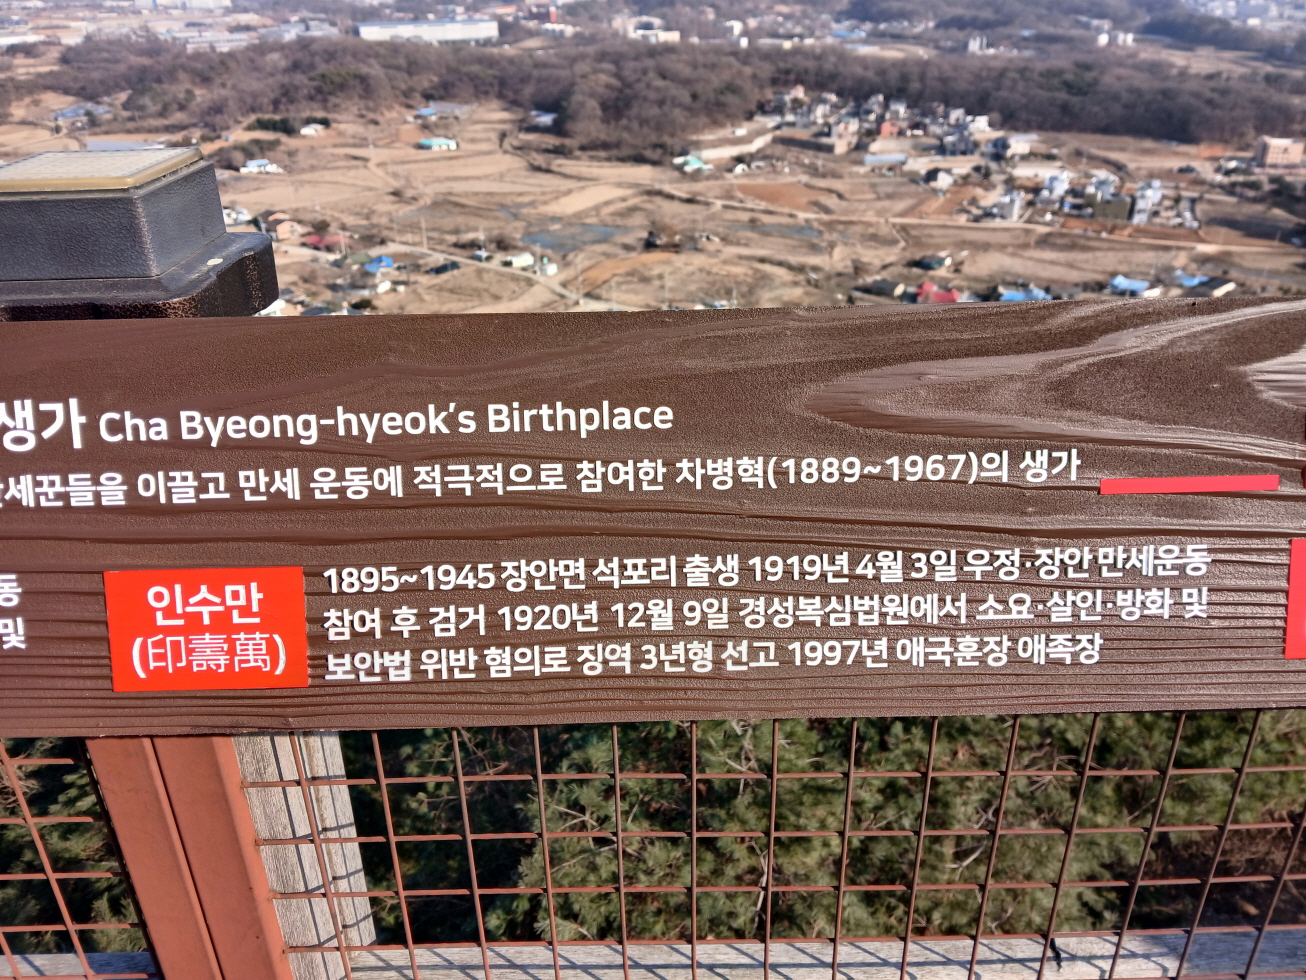 생가 Cha Byeong-hyeok's Birthplace
만세꾼들을 이끌고 만세 운동에 적극적으로 참여한 차병혁(1889~1967)의 생가
동
및
인수만
(印壽萬)
1895~1945 장안면 석포리 출생 1919년 4월 3일 우정·장안 만세운동
참여 후 검거 1920년 12월 9일 경성복심법원에서 소요·살인·방화 및
보안법 위반 혐의로 징역 3년형 선고 1997년 애국훈장 애족장